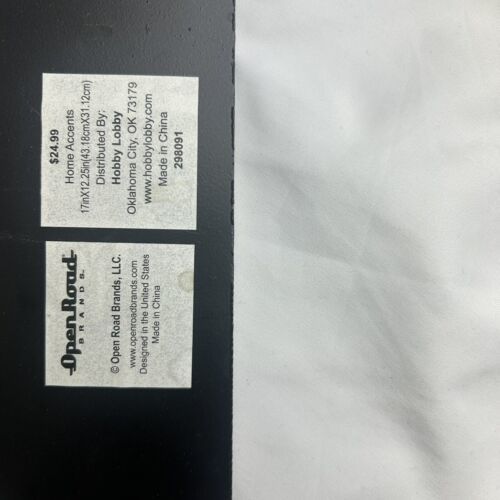 $24.99
Home Accents
17inX12.25in(43.18cmX31.12cm)
Distributed By:
Hobby Lobby
Oklahoma City, OK 73179
www.hobbylobby.com
Made in China
298091
Open Road
BRANDS.
© Open Road Brands, LLC.
www.openroadbrands.com
Designed in the United States
Made in China